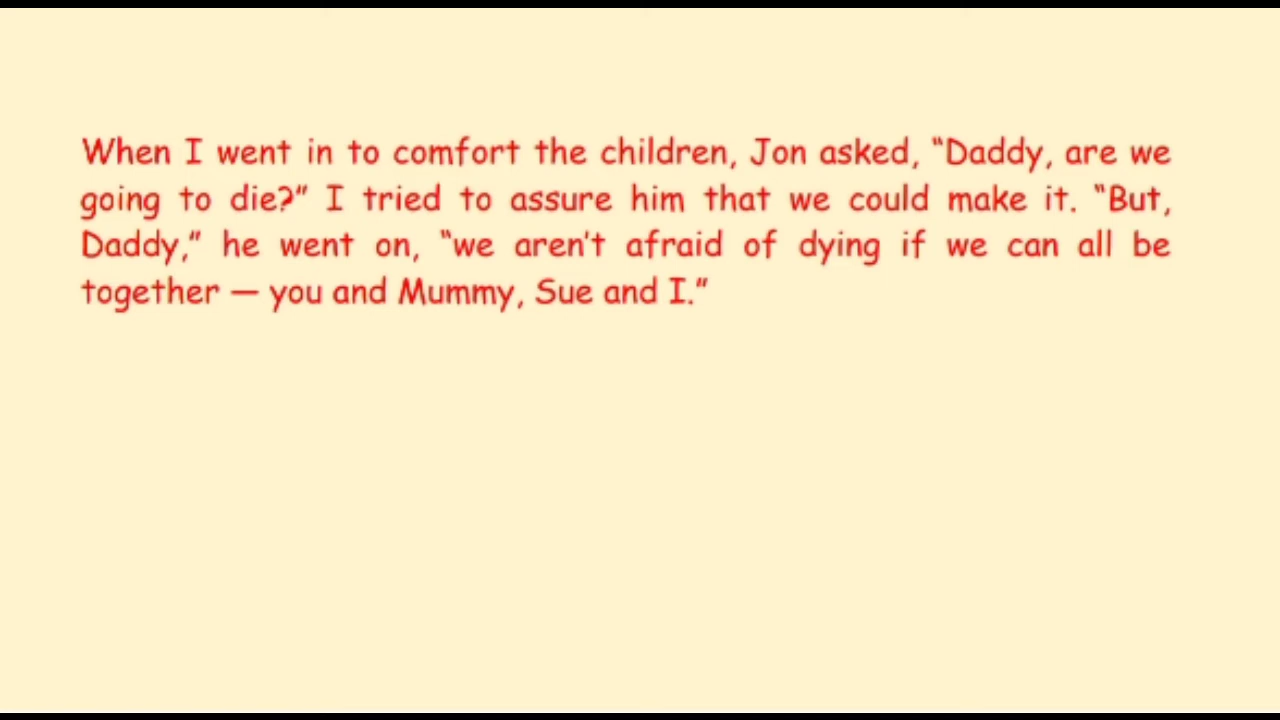 When I went in to comfort the children, Jon asked, “Daddy, are we
going to die?” I tried to assure him that we could make it. “But,
Daddy,” he went on, “we aren’t afraid of dying if we can all be
together — you and Mummy, Sue and I.”